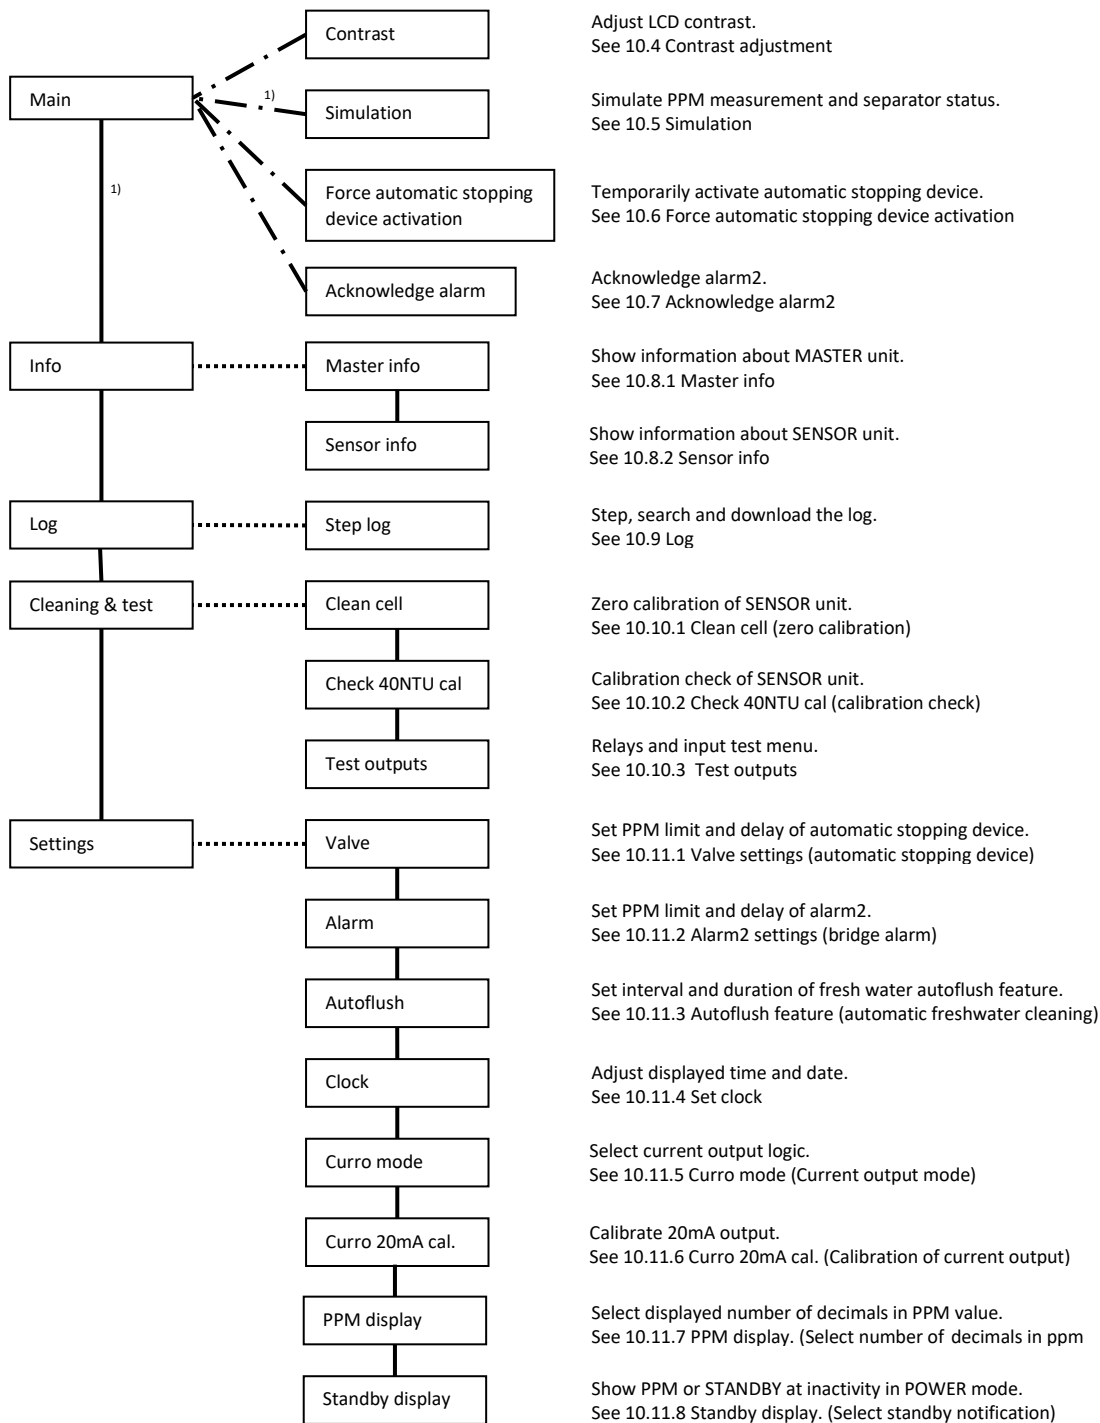 Contrast
Adjust LCD contrast.
See 10.4 Contrast adjustment
Main
1)
Simulation
Simulate PPM measurement and separator status.
See 10.5 Simulation
1)
Force automatic stopping
device activation
Temporarily activate automatic stopping device.
See 10.6 Force automatic stopping device activation
Acknowledge alarm
Acknowledge alarm2.
See 10.7 Acknowledge alarm2
Info
Master info
Show information about MASTER unit.
See 10.8.1 Master info
Sensor info
Show information about SENSOR unit.
See 10.8.2 Sensor info
Log
Step log
Step, search and download the log.
See 10.9 Log
Cleaning & test
Clean cell
Zero calibration of SENSOR unit.
See 10.10.1 Clean cell (zero calibration)
Check 40NTU cal
Calibration check of SENSOR unit.
See 10.10.2 Check 40NTU cal (calibration check)
Test outputs
Relays and input test menu.
See 10.10.3 Test outputs
Settings
Valve
Set PPM limit and delay of automatic stopping device.
See 10.11.1 Valve settings (automatic stopping device)
Alarm
Set PPM limit and delay of alarm2.
See 10.11.2 Alarm2 settings (bridge alarm)
Autoflush
Set interval and duration of fresh water autoflush feature.
See 10.11.3 Autoflush feature (automatic freshwater cleaning)
Clock
Adjust displayed time and date.
See 10.11.4 Set clock
Curro mode
Select current output logic.
See 10.11.5 Curro mode (Current output mode)
Curro 20mA cal.
Calibrate 20mA output.
See 10.11.6 Curro 20mA cal. (Calibration of current output)
PPM display
Select displayed number of decimals in PPM value.
See 10.11.7 PPM display. (Select number of decimals in ppm
Standby display
Show PPM or STANDBY at inactivity in POWER mode.
See 10.11.8 Standby display. (Select standby notification)